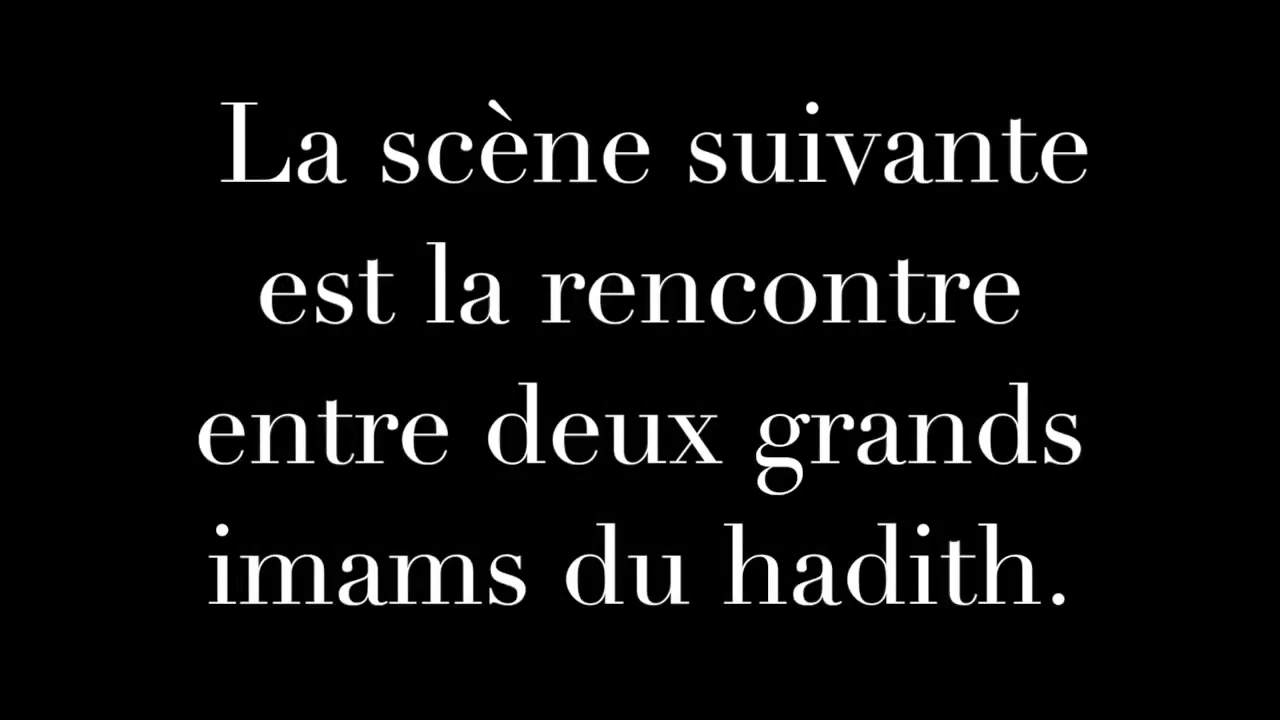 La scène suivante
est la rencontre
entre deux grands
imams du hadith.